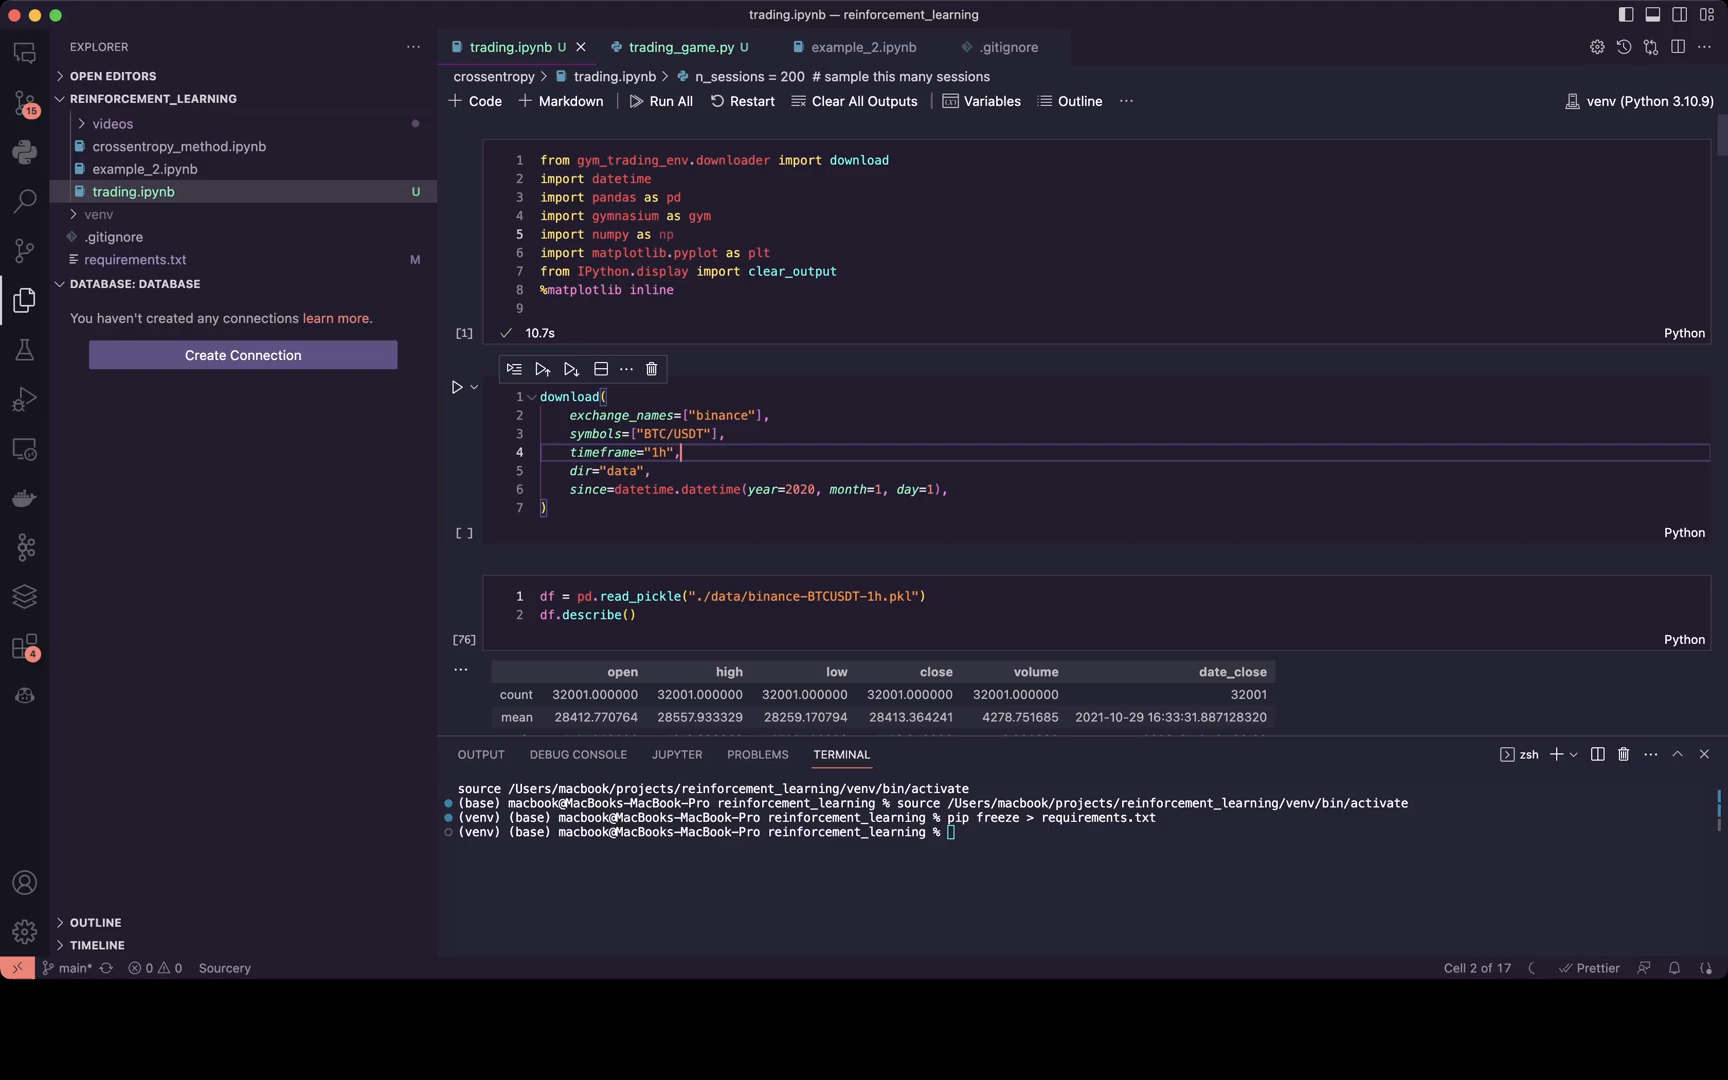 trading.ipynb — reinforcement_learning
EXPLORER
OPEN EDITORS
REINFORCEMENT_LEARNING
videos
crossentropy_method.ipynb
example_2.ipynb
trading.ipynb U
venv
.gitignore
requirements.txt M
DATABASE: DATABASE
You haven't created any connections learn more.
Create Connection
OUTLINE
TIMELINE
15
4
trading.ipynb U
trading_game.py U
example_2.ipynb
.gitignore
crossentropy > trading.ipynb > n_sessions = 200 # sample this many sessions
+ Code + Markdown Run All Restart Clear All Outputs Variables Outline ... venv (Python 3.10.9)
1 from gym_trading_env.downloader import download
2 import datetime
3 import pandas as pd
4 import gymnasium as gym
5 import numpy as np
6 import matplotlib.pyplot as plt
7 from IPython.display import clear_output
8 %matplotlib inline
9
[1] 10.7s Python
1 download(
2 exchange_names=["binance"],
3 symbols=["BTC/USDT"],
4 timeframe="1h",
5 dir="data",
6 since=datetime.datetime(year=2020, month=1, day=1),
7 )
[ ] Python
1 df = pd.read_pickle("./data/binance-BTCUSDT-1h.pkl")
2 df.describe()
[76] Python
open high low close volume date_close
count 32001.000000 32001.000000 32001.000000 32001.000000 32001.000000 32001
mean 28412.770764 28557.933329 28259.170794 28413.364241 4278.751685 2021-10-29 16:33:31.887128320
OUTPUT DEBUG CONSOLE JUPYTER PROBLEMS TERMINAL zsh
source /Users/macbook/projects/reinforcement_learning/venv/bin/activate
(base) macbook@MacBooks-MacBook-Pro reinforcement_learning % source /Users/macbook/projects/reinforcement_learning/venv/bin/activate
(venv) (base) macbook@MacBooks-MacBook-Pro reinforcement_learning % pip freeze > requirements.txt
(venv) (base) macbook@MacBooks-MacBook-Pro reinforcement_learning %
main* 0 0 Sourcery Cell 2 of 17 Prettier